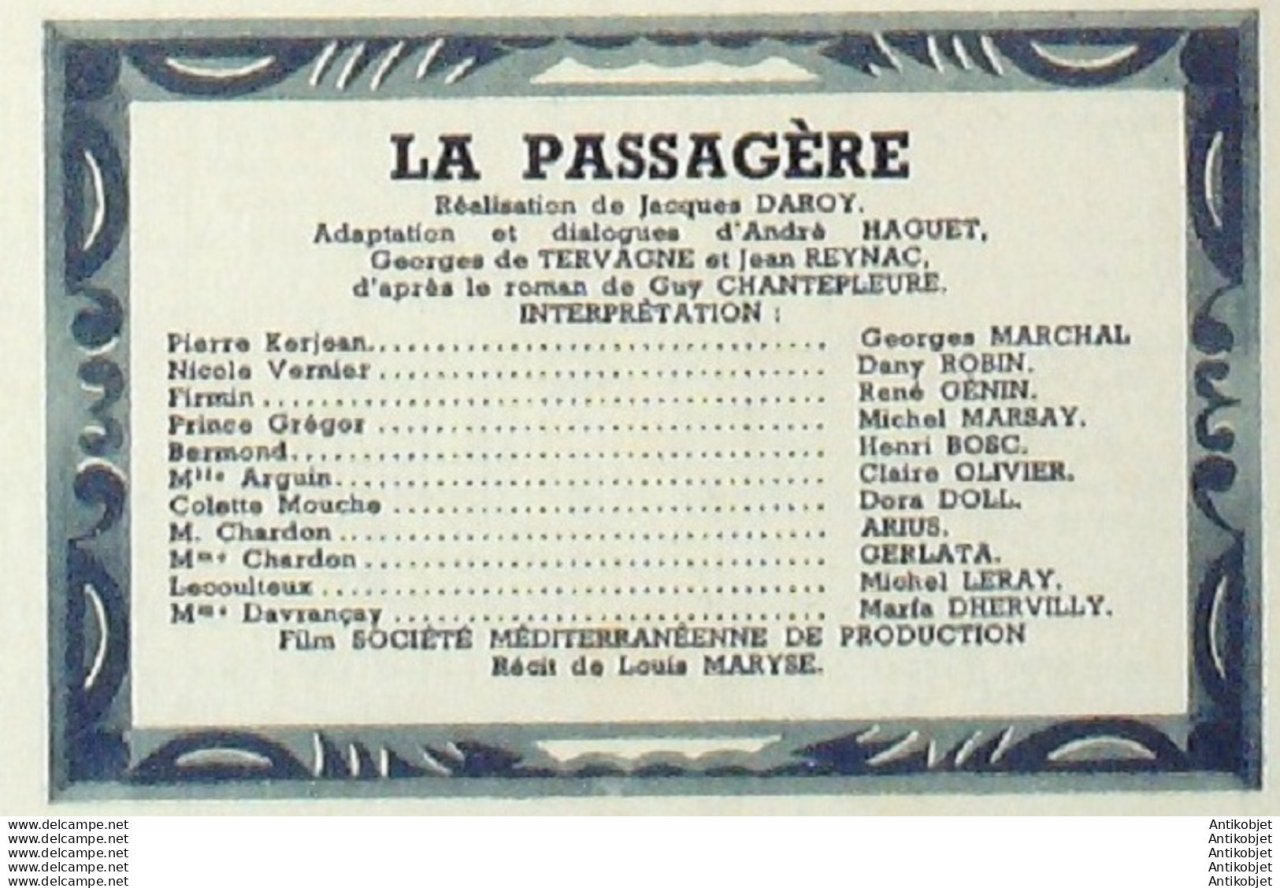 LA PASSAGÈRE
Réalisation de Jacques DAROY.
Adaptation et dialogues d'André HAGUET,
Georges de TERVAGNE et Jean REYNAC,
d'après le roman de Guy CHANTEPLEURE.
INTERPRÉTATION :
Pierre Kerjean.................................. Georges MARCHAL
Nicole Vernier .................................. Dany ROBIN.
Firmin .................................. René GÉNIN.
Prince Grégor .................................. Michel MARSAY.
Bermond.................................. Henri BOSC.
Mlle Arguin.................................. Claire OLIVIER.
Colette Mouche .................................. Dora DOLL.
M. Chardon .................................. ARIUS.
Mme Chardon .................................. GERLATA.
Lecoulteux .................................. Michel LERAY.
Mme Davrançay .................................. Maria DHERVILLY.
Film SOCIÉTÉ MÉDITERRANÉENNE DE PRODUCTION
Récit de Louis MARYSE.
www.delcampe.net Antikobjet
www.delcampe.net Antikobjet
www.delcampe.net Antikobjet
www.delcampe.net Antikobjet
www.delcampe.net Antikobjet